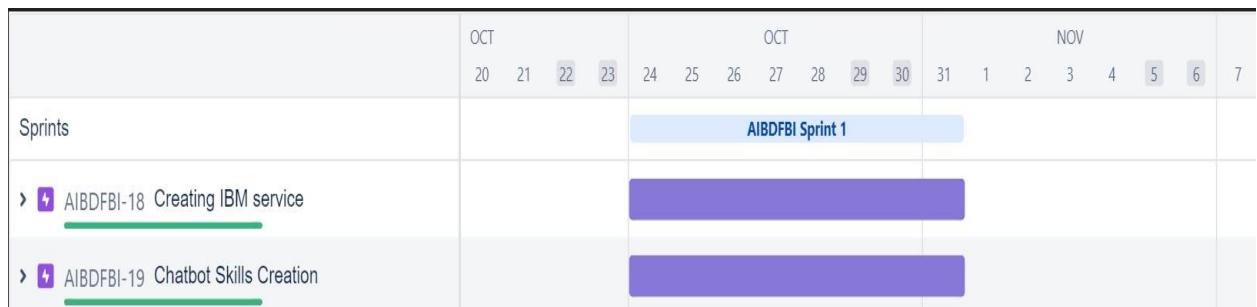 OCT OCT NOV
20 21 22 23 24 25 26 27 28 29 30 31 1 2 3 4 5 6 7
Sprints AIBDFBI Sprint 1
AIBDFBI-18 Creating IBM service
AIBDFBI-19 Chatbot Skills Creation